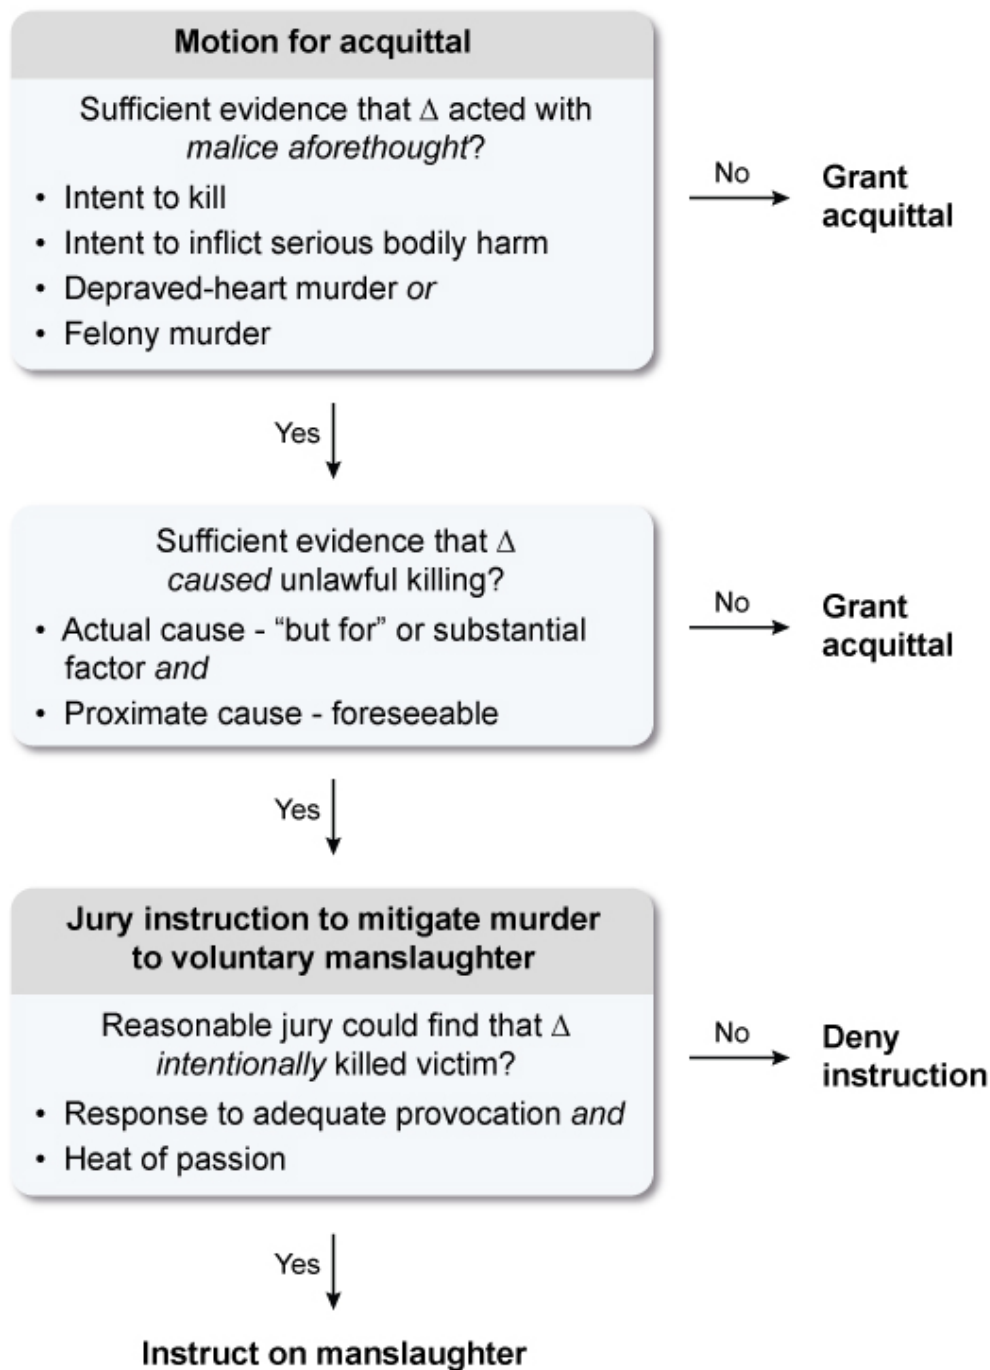 Motion for acquittal
Sufficient evidence that Δ acted with
malice aforethought?
• Intent to kill
• Intent to inflict serious bodily harm
• Depraved-heart murder or
• Felony murder
No
Grant
acquittal
Yes
Sufficient evidence that Δ
caused unlawful killing?
• Actual cause - “but for” or substantial
factor and
• Proximate cause - foreseeable
No
Grant
acquittal
Yes
Jury instruction to mitigate murder
to voluntary manslaughter
Reasonable jury could find that Δ
intentionally killed victim?
• Response to adequate provocation and
• Heat of passion
No
Deny
instruction
Yes
Instruct on manslaughter